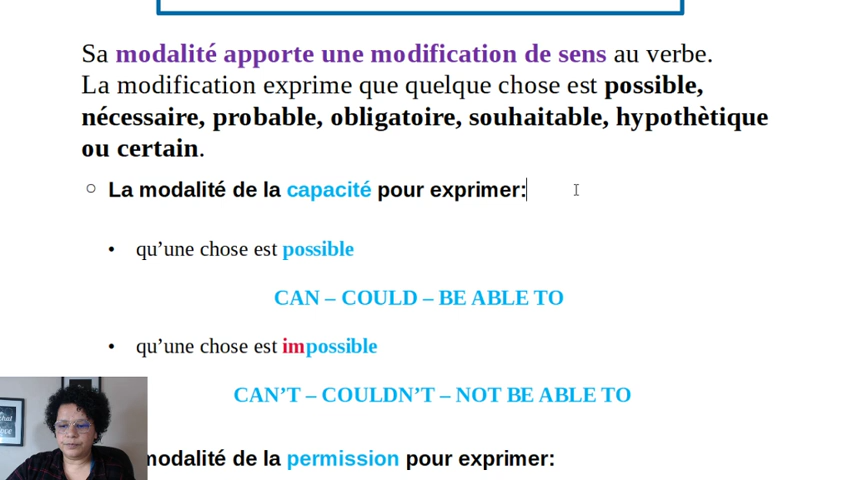 Sa modalité apporte une modification de sens au verbe.
La modification exprime que quelque chose est possible,
nécessaire, probable, obligatoire, souhaitable, hypothètique
ou certain.
○ La modalité de la capacité pour exprimer:
• qu’une chose est possible
CAN – COULD – BE ABLE TO
• qu’une chose est impossible
CAN’T – COULDN’T – NOT BE ABLE TO
modalité de la permission pour exprimer: